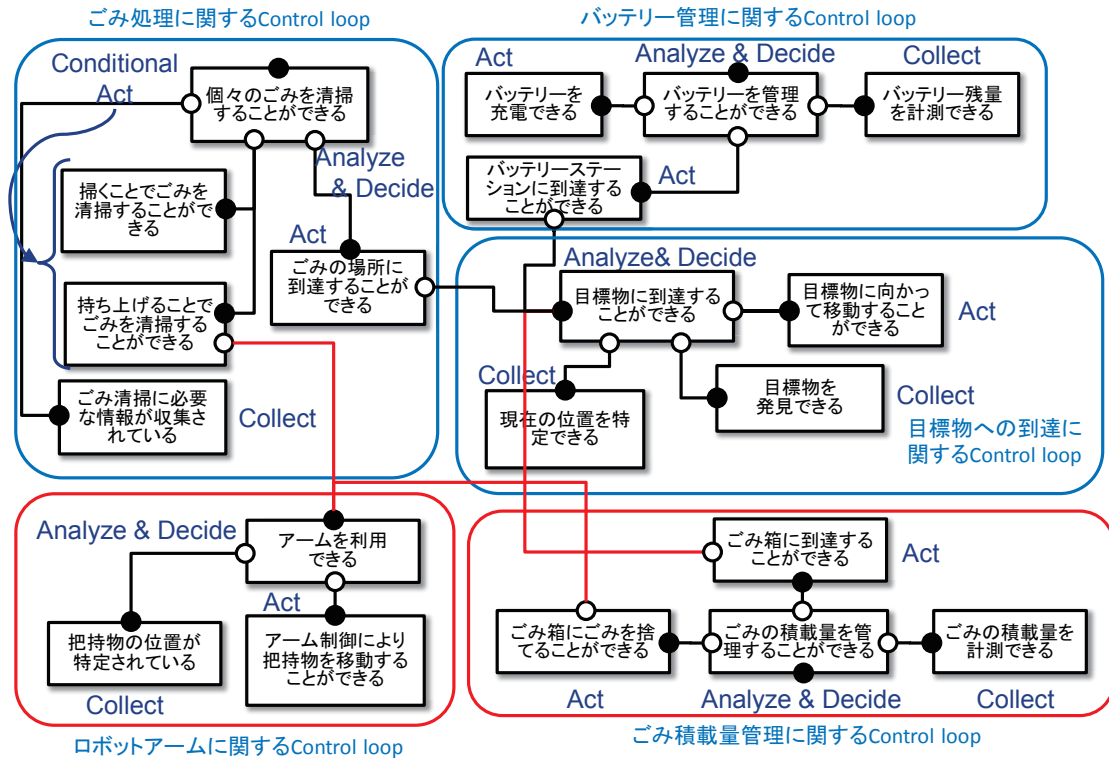 ごみ処理に関するControl loop
Conditional
Act
個々のごみを清掃
することができる
Analyze
& Decide
掃くことでごみを
清掃することがで
きる
Act
ごみの場所に
到達することが
できる
持ち上げることで
ごみを清掃する
ことができる
ごみ清掃に必要
な情報が収集さ
れている
Collect
バッテリー管理に関するControl loop
Act
Analyze & Decide
Collect
バッテリーを
充電できる
バッテリーを管理
することができる
バッテリー残量
を計測できる
バッテリーステー
ションに到達する
ことができる
Act
Analyze& Decide
目標物に到達する
ことができる
目標物に向かっ
て移動すること
ができる
Act
Collect
現在の位置を特
定できる
目標物を
発見できる
Collect
目標物への到達に
関するControl loop
Analyze & Decide
アームを利用
できる
Act
把持物の位置が
特定されている
アーム制御により
把持物を移動する
ことができる
Collect
ロボットアームに関するControl loop
ごみ箱に到達する
ことができる
Act
ごみ箱にごみを捨
てることができる
ごみの積載量を管
理することができる
ごみの積載量を
計測できる
Act
Analyze & Decide
Collect
ごみ積載量管理に関するControl loop